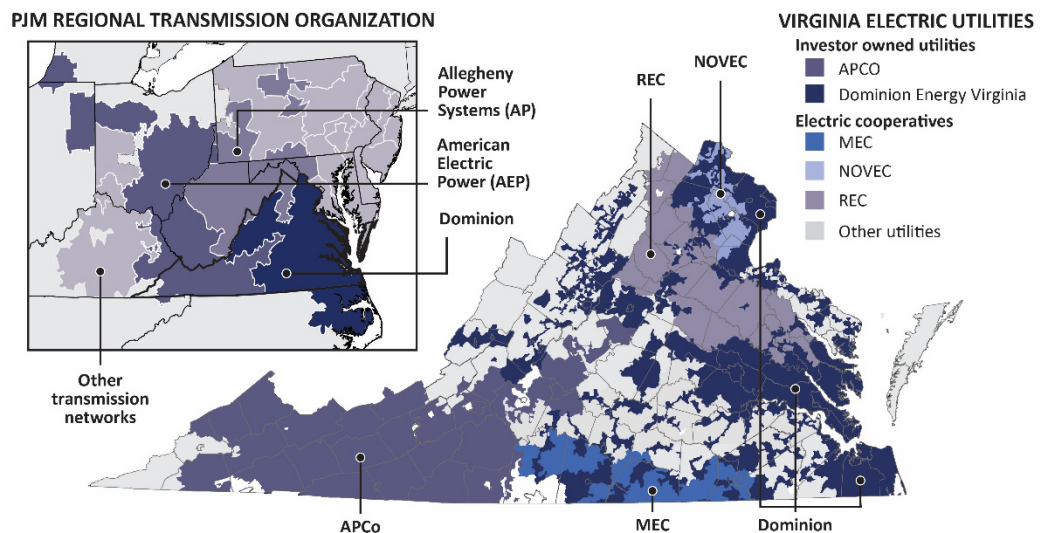 PJM REGIONAL TRANSMISSION ORGANIZATION
Allegheny
Power
Systems (AP)
American
Electric
Power (AEP)
Dominion
Other
transmission
networks
VIRGINIA ELECTRIC UTILITIES
Investor owned utilities
APCO
Dominion Energy Virginia
Electric cooperatives
MEC
NOVEC
REC
Other utilities
NOVEC
REC
APCo
MEC
Dominion